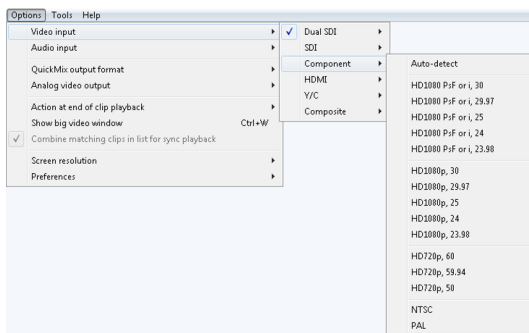 Options Tools Help
Video input
Audio input
QuickMix output format
Analog video output
Action at end of clip playback
Show big video window Ctrl+W
Combine matching clips in list for sync playback
Screen resolution
Preferences
Dual SDI
SDI
Component
HDMI
Y/C
Composite
Auto-detect
HD1080 PsF or i, 30
HD1080 PsF or i, 29.97
HD1080 PsF or i, 25
HD1080 PsF or i, 24
HD1080 PsF or i, 23.98
HD1080p, 30
HD1080p, 29.97
HD1080p, 25
HD1080p, 24
HD1080p, 23.98
HD720p, 60
HD720p, 59.94
HD720p, 50
NTSC
PAL